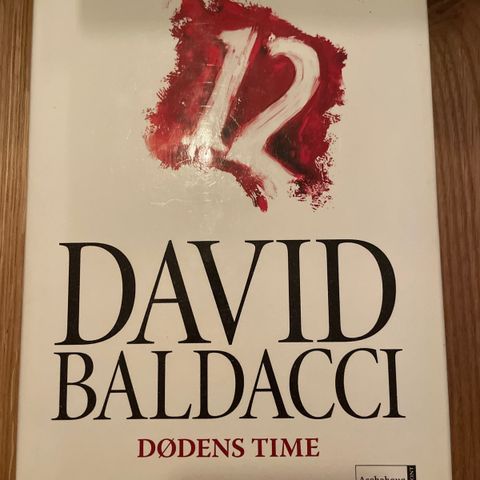 12
DAVID
BALDACCI
DØDENS TIME